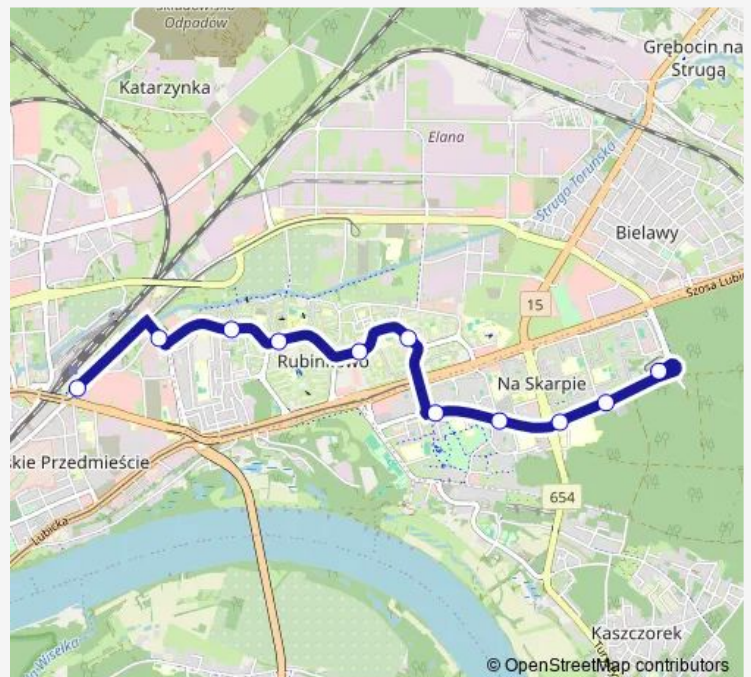 Odpadów
Grębocin na
Strugą
Katarzynka
Elana
Struga Toruńska
Bielawy
Szosa Lubi
15
Rubinkowo
Na Skarpie
skie Przedmieście
654
Lubicka
Kaszczorek
© OpenStreetMap contributors